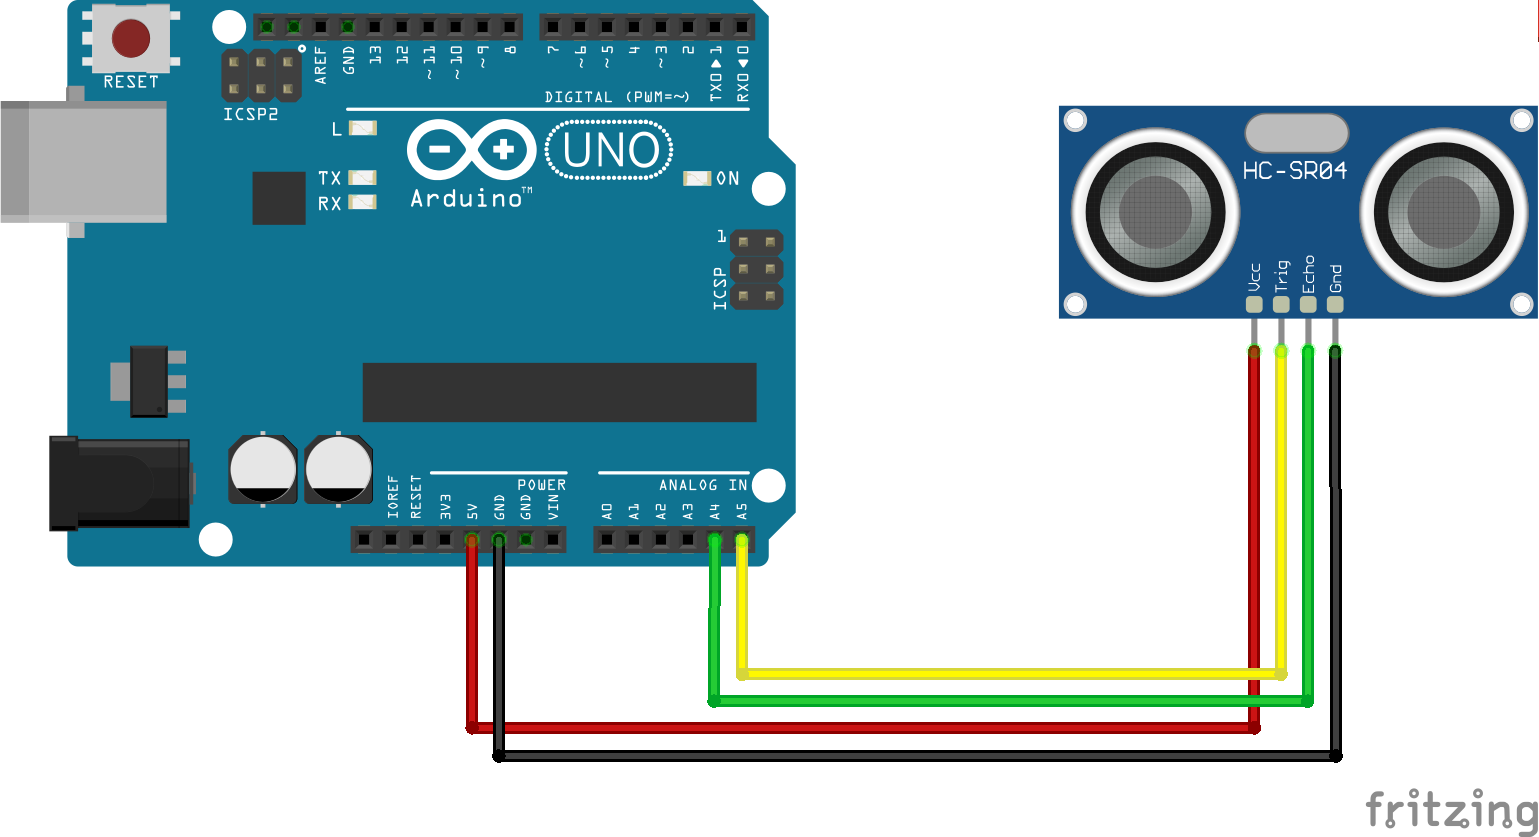 RESET
ICSP2
AREF
GND
13
12
~11
~10
~9
8
7
~6
~5
4
~3
2
TX0▶1
RX0◀0
DIGITAL (PWM=~)
L
TX
RX
UNO
Arduino™
ON
1
ICSP
HC-SR04
Vcc
Trig
Echo
Gnd
POWER
ANALOG IN
IOREF
RESET
3V3
5V
GND
GND
VIN
A0
A1
A2
A3
A4
A5
fritzing